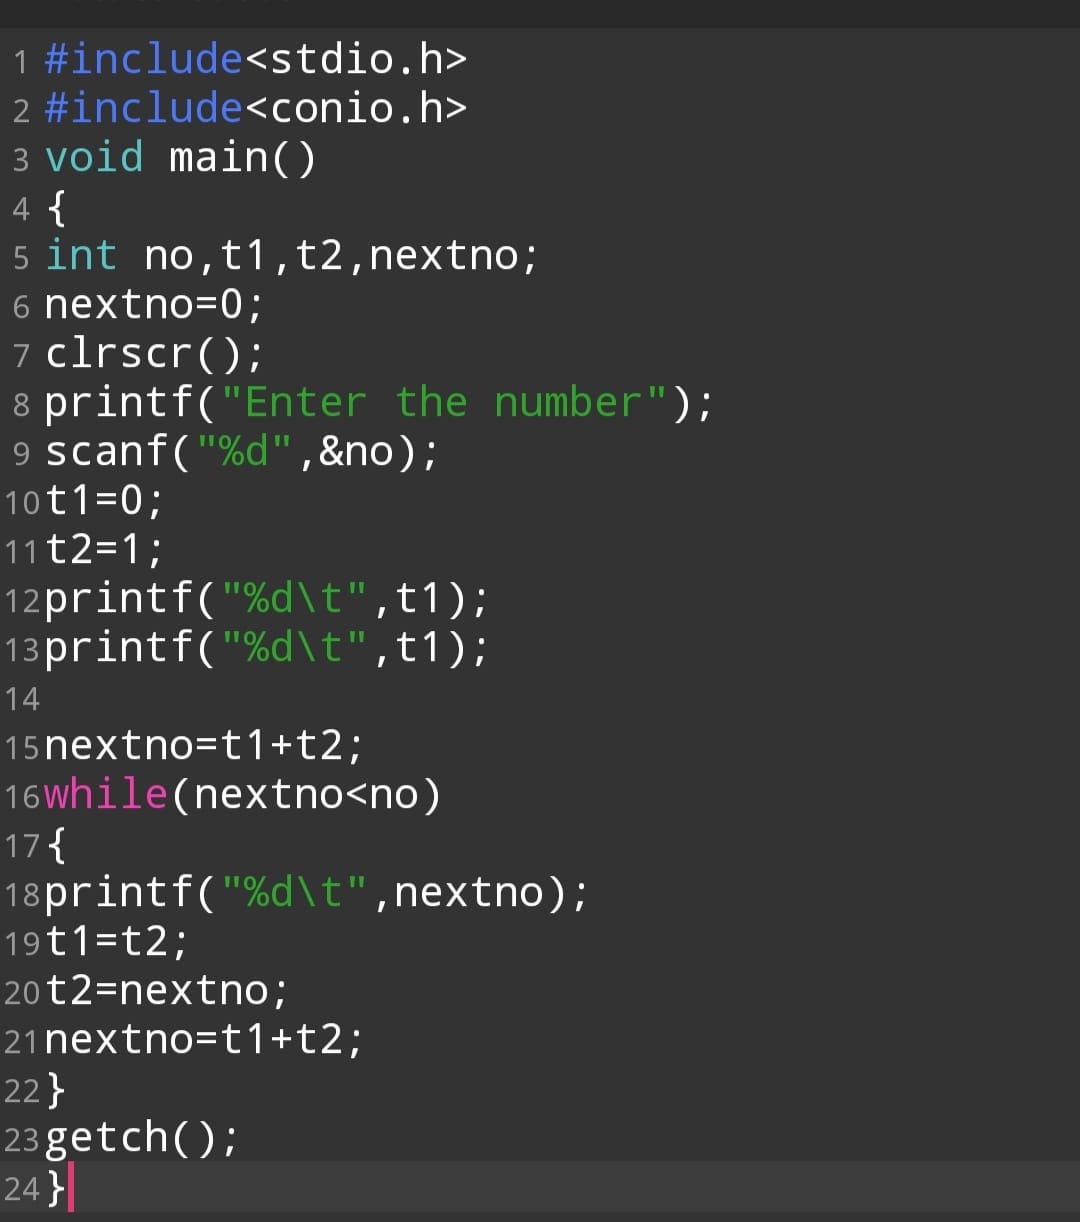 1 #include<stdio.h>
2 #include<conio.h>
3 void main()
4 {
5 int no,t1,t2,nextno;
6 nextno=0;
7 clrscr();
8 printf("Enter the number");
9 scanf("%d",&no);
10 t1=0;
11 t2=1;
12 printf("%d\t",t1);
13 printf("%d\t",t1);
14
15 nextno=t1+t2;
16 while(nextno<no)
17 {
18 printf("%d\t",nextno);
19 t1=t2;
20 t2=nextno;
21 nextno=t1+t2;
22 }
23 getch();
24 }